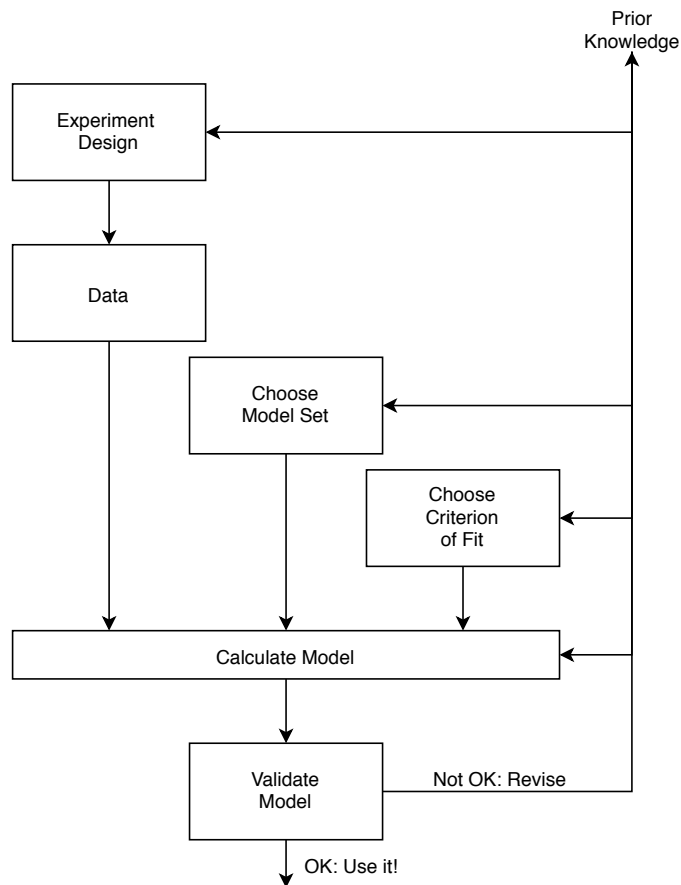 Prior
Knowledge
Experiment
Design
Data
Choose
Model Set
Choose
Criterion
of Fit
Calculate Model
Validate
Model
Not OK: Revise
OK: Use it!